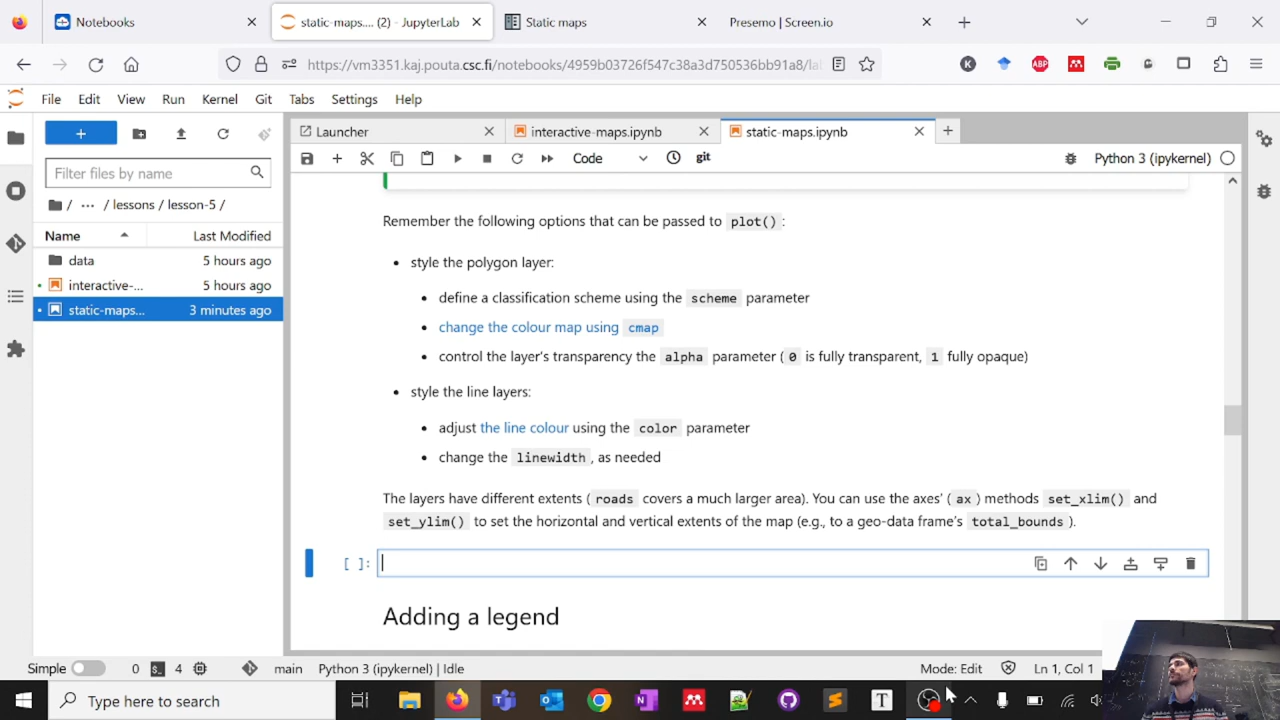 Notebooks
static-maps.... (2) - JupyterLab
Static maps
Presemo | Screen.io
https://vm3351.kaj.pouta.csc.fi/notebooks/4959b03726f547c38a3d750536bb91a8/la
K
ABP
File Edit View Run Kernel Git Tabs Settings Help
Launcher
interactive-maps.ipynb
static-maps.ipynb
Code
git
Python 3 (ipykernel)
Filter files by name
/ ... / lessons / lesson-5 /
Name Last Modified
data 5 hours ago
interactive-... 5 hours ago
static-maps... 3 minutes ago
Remember the following options that can be passed to plot() :
• style the polygon layer:
• define a classification scheme using the scheme parameter
• change the colour map using cmap
• control the layer's transparency the alpha parameter ( 0 is fully transparent, 1 fully opaque)
• style the line layers:
• adjust the line colour using the color parameter
• change the linewidth , as needed
The layers have different extents ( roads covers a much larger area). You can use the axes' ( ax ) methods set_xlim() and
set_ylim() to set the horizontal and vertical extents of the map (e.g., to a geo-data frame's total_bounds ).
[ ]:
Adding a legend
Simple 0 4 main Python 3 (ipykernel) | Idle Mode: Edit Ln 1, Col 1
Type here to search